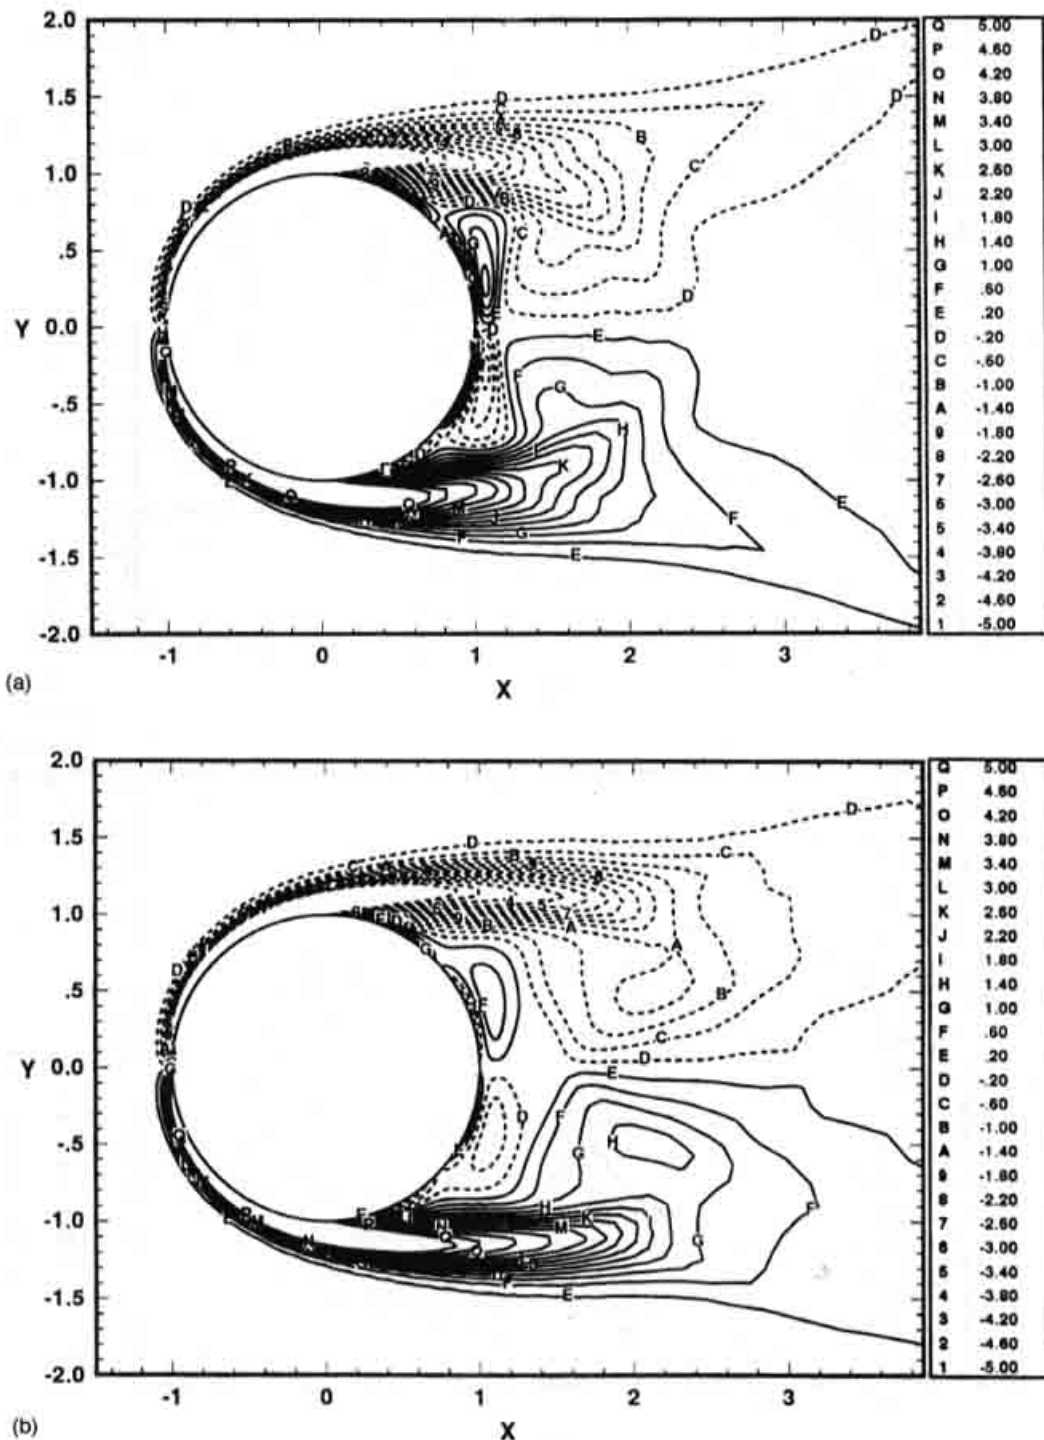 2.0
1.5
1.0
.5
0.0
-.5
-1.0
-1.5
-2.0
Y
-1 0 1 2 3
X
(a)
Q 5.00
P 4.60
O 4.20
N 3.80
M 3.40
L 3.00
K 2.60
J 2.20
I 1.80
H 1.40
G 1.00
F .60
E .20
D -.20
C -.60
B -1.00
A -1.40
9 -1.80
8 -2.20
7 -2.60
6 -3.00
5 -3.40
4 -3.80
3 -4.20
2 -4.60
1 -5.00
D
D
D
C
A
B
C
D
C
D
A
G
D
E
E
F
G
H
K
J
M
G
F
E
F
E
O
O
O
2.0
1.5
1.0
.5
0.0
-.5
-1.0
-1.5
-2.0
Y
-1 0 1 2 3
X
(b)
Q 5.00
P 4.60
O 4.20
N 3.80
M 3.40
L 3.00
K 2.60
J 2.20
I 1.80
H 1.40
G 1.00
F .60
E .20
D -.20
C -.60
B -1.00
A -1.40
9 -1.80
8 -2.20
7 -2.60
6 -3.00
5 -3.40
4 -3.80
3 -4.20
2 -4.60
1 -5.00
D
D
C
B
C
D
B
A
A
B
C
D
F
D
E
F
G
H
H
K
M
G
F
E
F